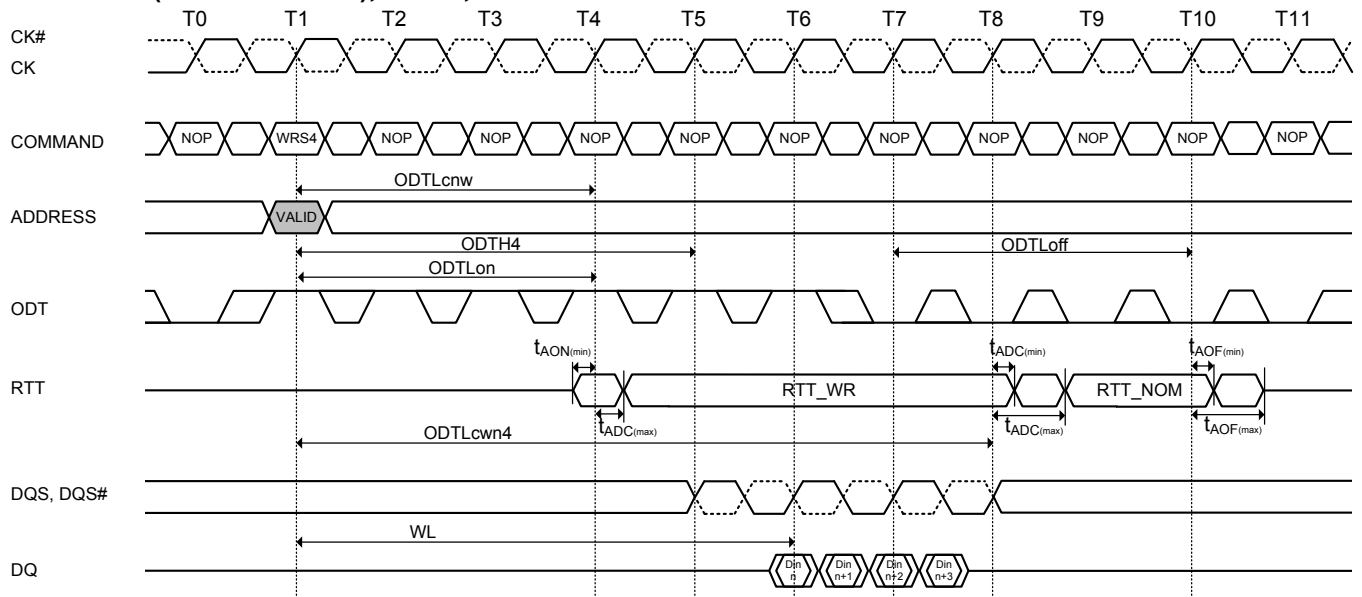 T0 T1 T2 T3 T4 T5 T6 T7 T8 T9 T10 T11
CK#
CK
COMMAND
NOP WRS4 NOP NOP NOP NOP NOP NOP NOP NOP NOP NOP
ODTLcnw
ADDRESS
VALID
ODTH4
ODTLoff
ODTLon
ODT
tAON(min)
tADC(min)
tAOF(min)
RTT
RTT_WR
RTT_NOM
tADC(max)
tADC(max)
tAOF(max)
ODTLcwn4
DQS, DQS#
WL
DQ
Din n
Din n+1
Din n+2
Din n+3